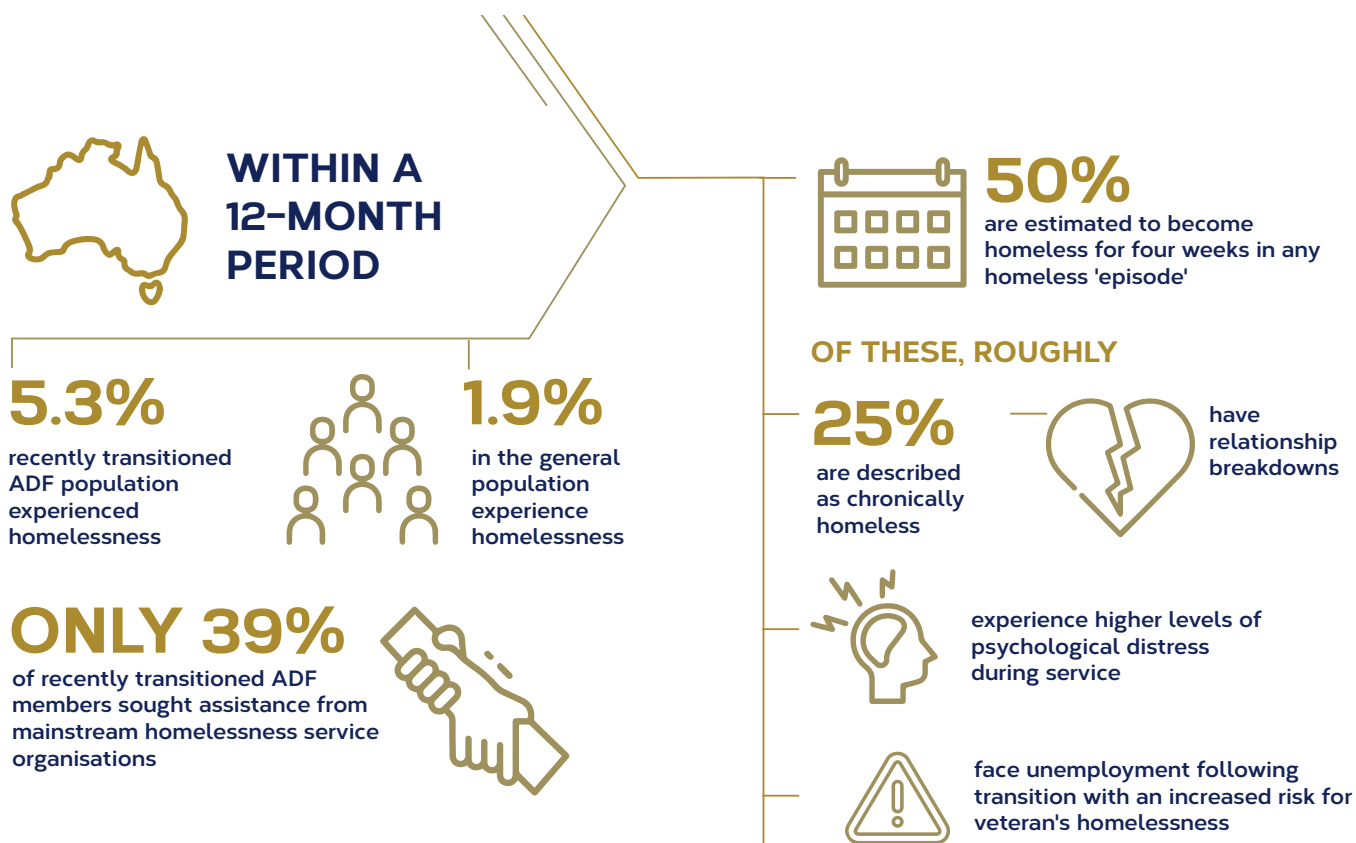 WITHIN A
12-MONTH
PERIOD
5.3%
recently transitioned
ADF population
experienced
homelessness
1.9%
in the general
population
experience
homelessness
ONLY 39%
of recently transitioned ADF
members sought assistance from
mainstream homelessness service
organisations
50%
are estimated to become
homeless for four weeks in any
homeless 'episode'
OF THESE, ROUGHLY
25%
are described
as chronically
homeless
have
relationship
breakdowns
experience higher levels of
psychological distress
during service
face unemployment following
transition with an increased risk for
veteran's homelessness